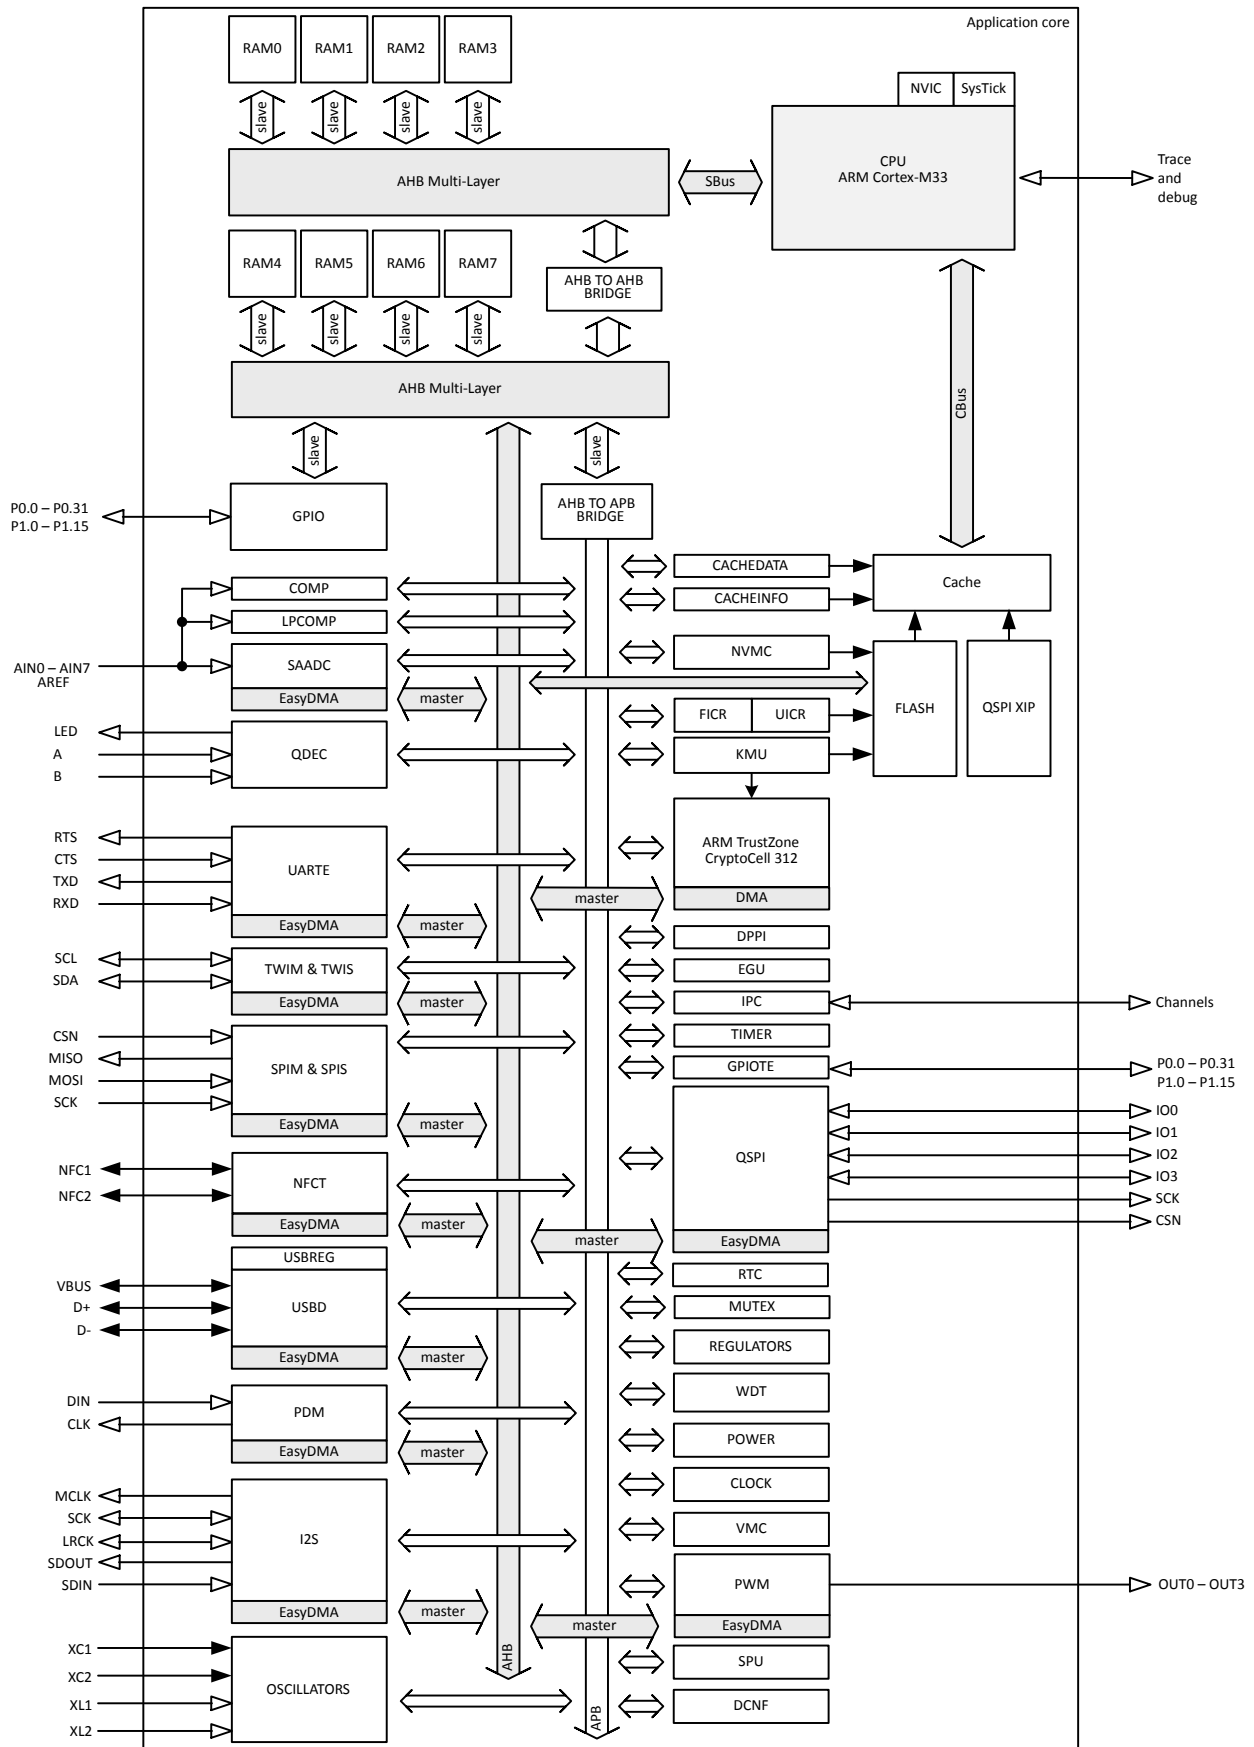 Application core
RAM0
RAM1
RAM2
RAM3
NVIC
SysTick
slave
slave
slave
slave
CPU
ARM Cortex-M33
Trace
and
debug
AHB Multi-Layer
SBus
RAM4
RAM5
RAM6
RAM7
AHB TO AHB
BRIDGE
slave
slave
slave
slave
AHB Multi-Layer
CBus
slave
slave
P0.0 – P0.31
P1.0 – P1.15
GPIO
AHB TO APB
BRIDGE
CACHEDATA
Cache
CACHEINFO
COMP
LPCOMP
AIN0 – AIN7
AREF
SAADC
EasyDMA
master
NVMC
FICR
UICR
FLASH
QSPI XIP
KMU
LED
A
B
QDEC
RTS
CTS
TXD
RXD
UARTE
EasyDMA
master
ARM TrustZone
CryptoCell 312
DMA
master
DPPI
SCL
SDA
TWIM & TWIS
EasyDMA
master
EGU
IPC
Channels
TIMER
GPIOTE
P0.0 – P0.31
P1.0 – P1.15
CSN
MISO
MOSI
SCK
SPIM & SPIS
EasyDMA
master
QSPI
EasyDMA
master
IO0
IO1
IO2
IO3
SCK
CSN
NFC1
NFC2
NFCT
EasyDMA
master
USBREG
VBUS
D+
D-
USBD
EasyDMA
master
RTC
MUTEX
REGULATORS
WDT
POWER
CLOCK
VMC
DIN
CLK
PDM
EasyDMA
master
MCLK
SCK
LRCK
SDOUT
SDIN
I2S
EasyDMA
master
PWM
EasyDMA
master
OUT0 – OUT3
XC1
XC2
XL1
XL2
OSCILLATORS
AHB
APB
SPU
DCNF